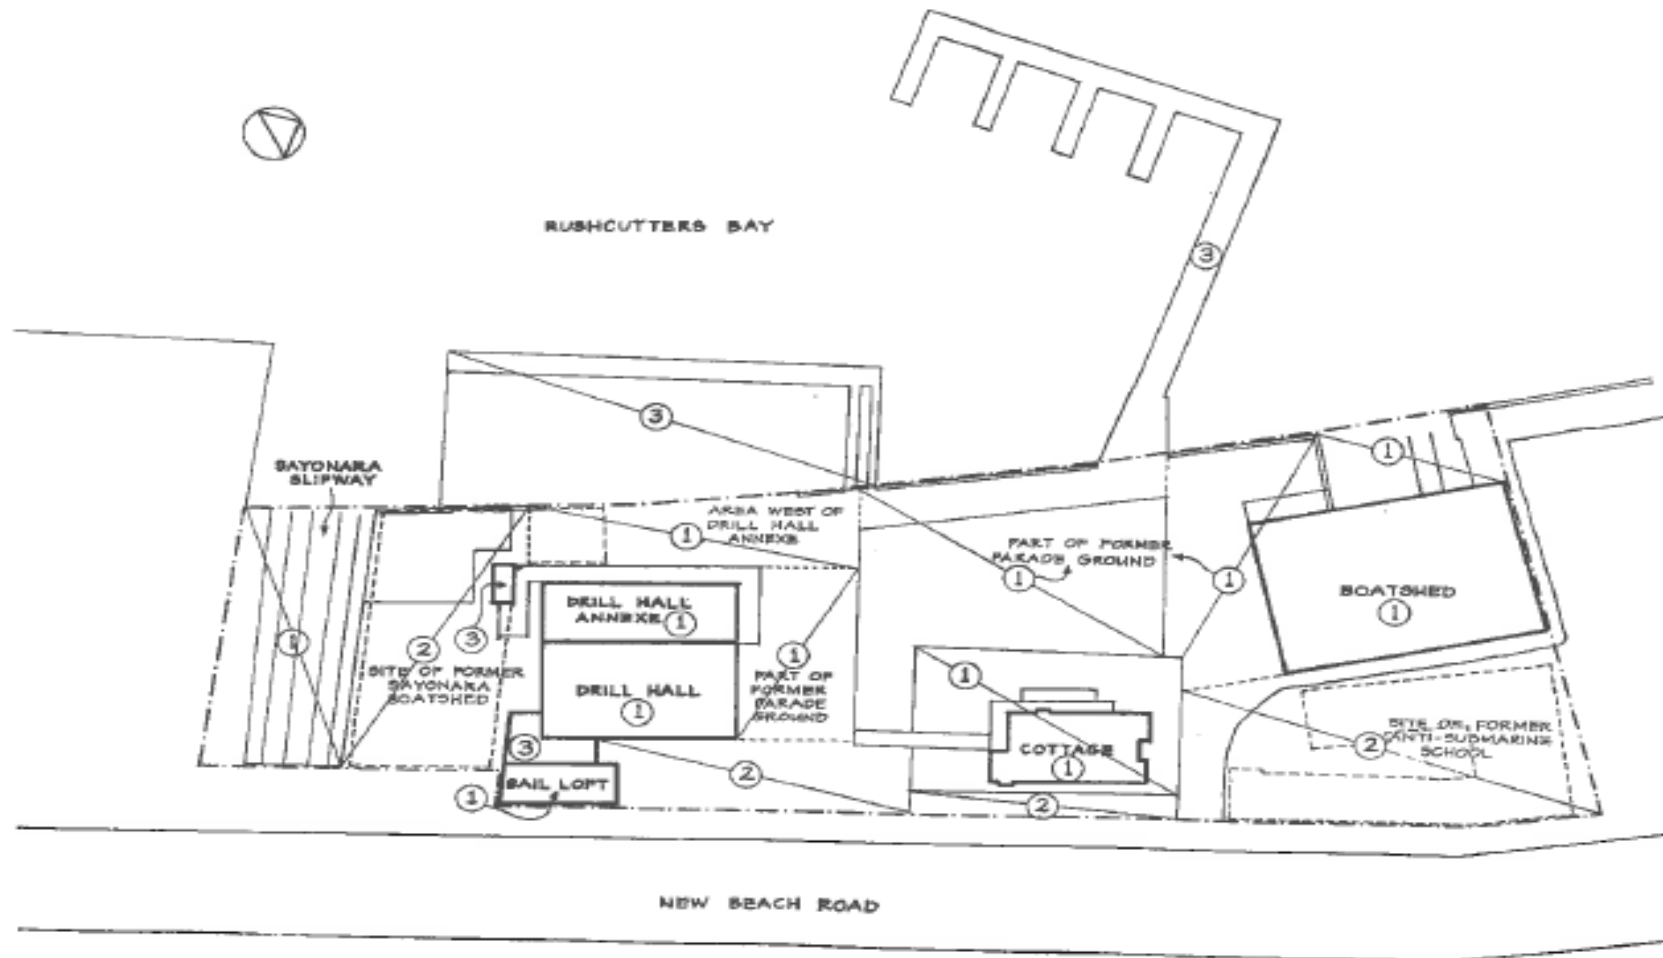 RUSHCUTTERS BAY
3
3
SAYONARA
SLIPWAY
1
AREA WEST OF
DRILL HALL
ANNEXE
1
PART OF FORMER
PARADE GROUND
1
1
BOATSHED
1
DRILL HALL
ANNEXE 1
3
1
2
SITE OF FORMER
SAYONARA
BOATSHED
1
PART OF
FORMER
PARADE
GROUND
1
DRILL HALL
1
SITE OF FORMER
ANTI-SUBMARINE
SCHOOL
2
3
COTTAGE
1
2
SAIL LOFT
1
2
NEW BEACH ROAD